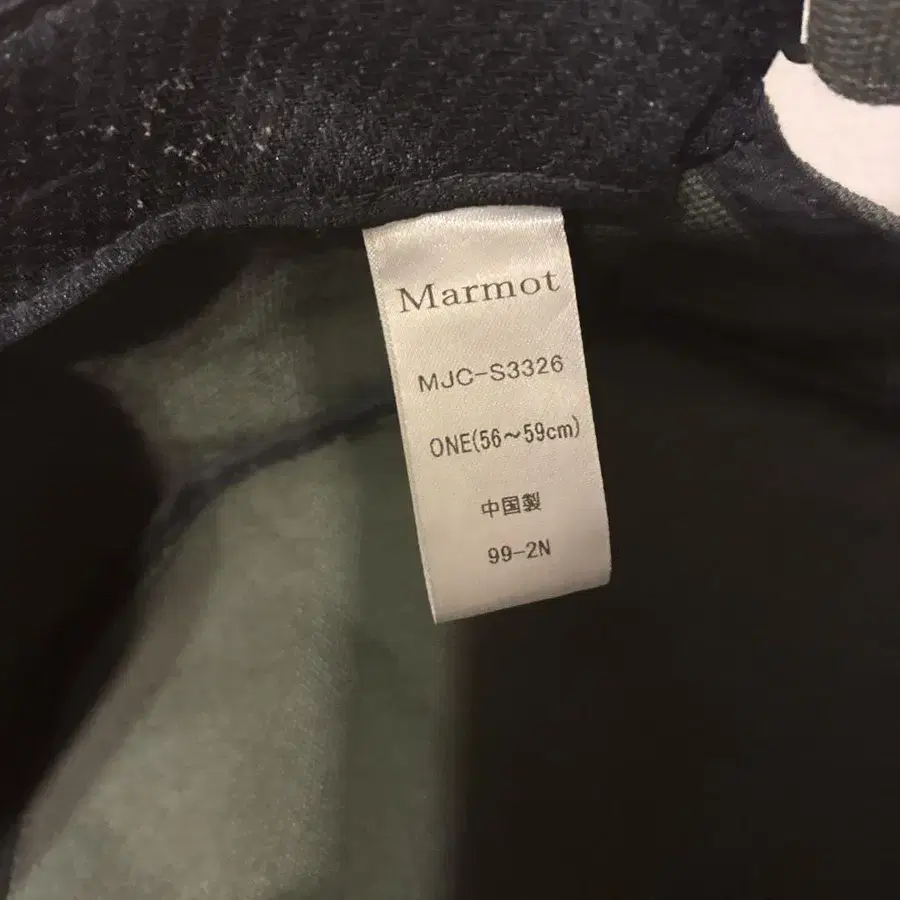 Marmot
MJC-S3326
ONE(56～59cm)
中国製
99-2N